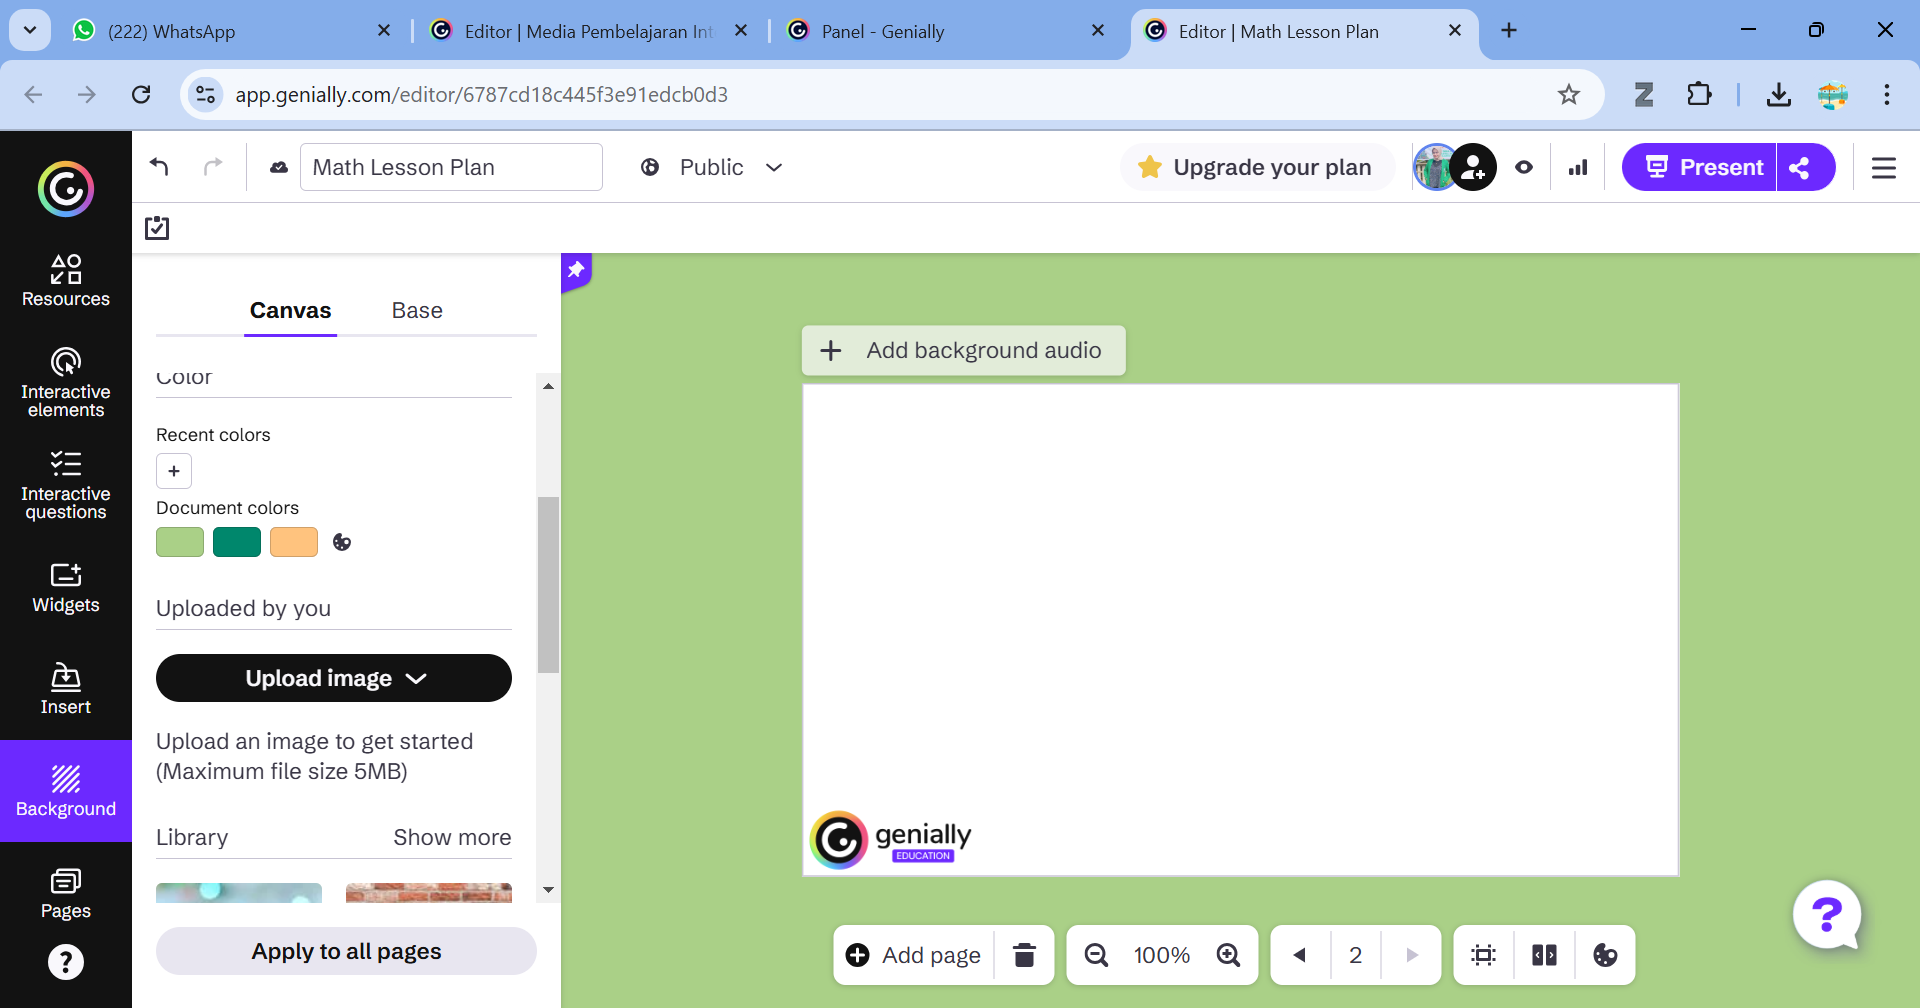 (222) WhatsApp
Editor | Media Pembelajaran Int
Panel - Genially
Editor | Math Lesson Plan
app.genially.com/editor/6787cd18c445f3e91edcb0d3
Math Lesson Plan
Public
Upgrade your plan
Present
Resources
Interactive
elements
Interactive
questions
Widgets
Insert
Background
Pages
?
Canvas
Base
Color
Recent colors
+
Document colors
Uploaded by you
Upload image
Upload an image to get started
(Maximum file size 5MB)
Library
Show more
Apply to all pages
+ Add background audio
genially
EDUCATION
Add page
100%
2
?